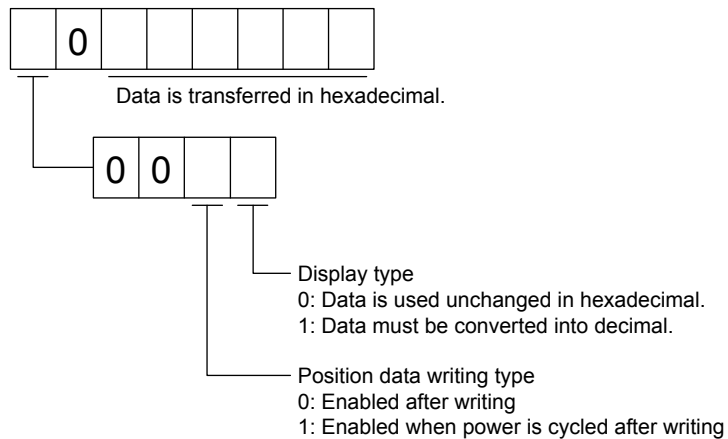 0
Data is transferred in hexadecimal.
0 0
Display type
0: Data is used unchanged in hexadecimal.
1: Data must be converted into decimal.
Position data writing type
0: Enabled after writing
1: Enabled when power is cycled after writing